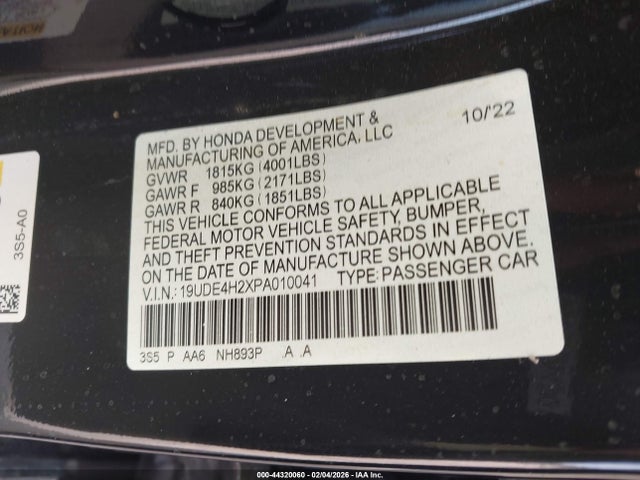 MFD. BY HONDA DEVELOPMENT &
MANUFACTURING OF AMERICA, LLC
10/'22
GVWR 1815KG (4001LBS)
GAWR F 985KG (2171LBS)
GAWR R 840KG (1851LBS)
THIS VEHICLE CONFORMS TO ALL APPLICABLE
FEDERAL MOTOR VEHICLE SAFETY, BUMPER,
AND THEFT PREVENTION STANDARDS IN EFFECT
ON THE DATE OF MANUFACTURE SHOWN ABOVE.
V.I.N.: 19UDE4H2XPA010041 TYPE: PASSENGER CAR
3S5 P AA6 NH893P .A .A
3S5-A0
000-44320060 - 02/04/2026 - IAA Inc.